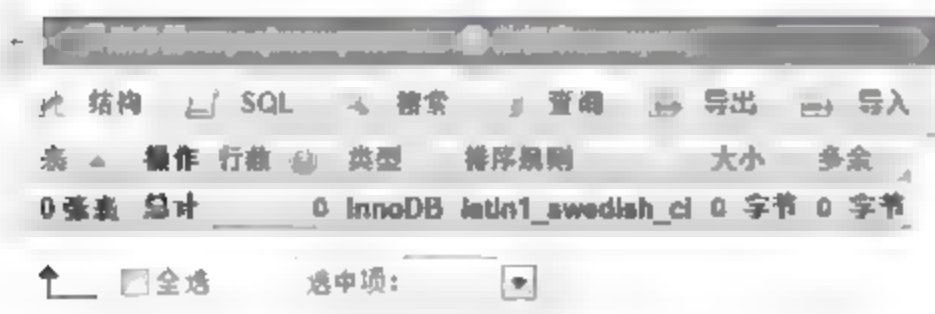 结构 SQL 搜索 查询 导出 导入
表 操作 行数 类型 排序规则 大小 多余
0 张表 总计 0 InnoDB latin1_swedish_ci 0 字节 0 字节
全选 选中项: